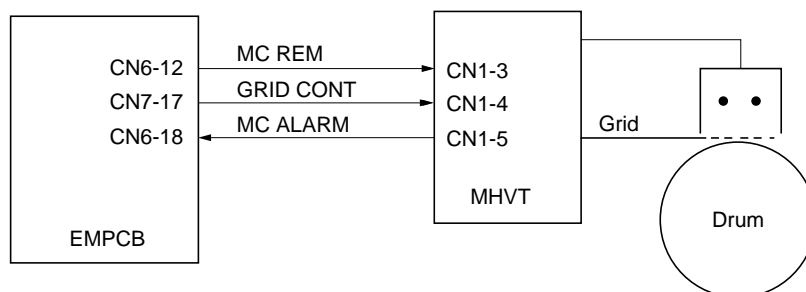 MC REM
CN6-12
CN1-3
GRID CONT
CN7-17
CN1-4
MC ALARM
Grid
CN6-18
CN1-5
MHVT
Drum
EMPCB